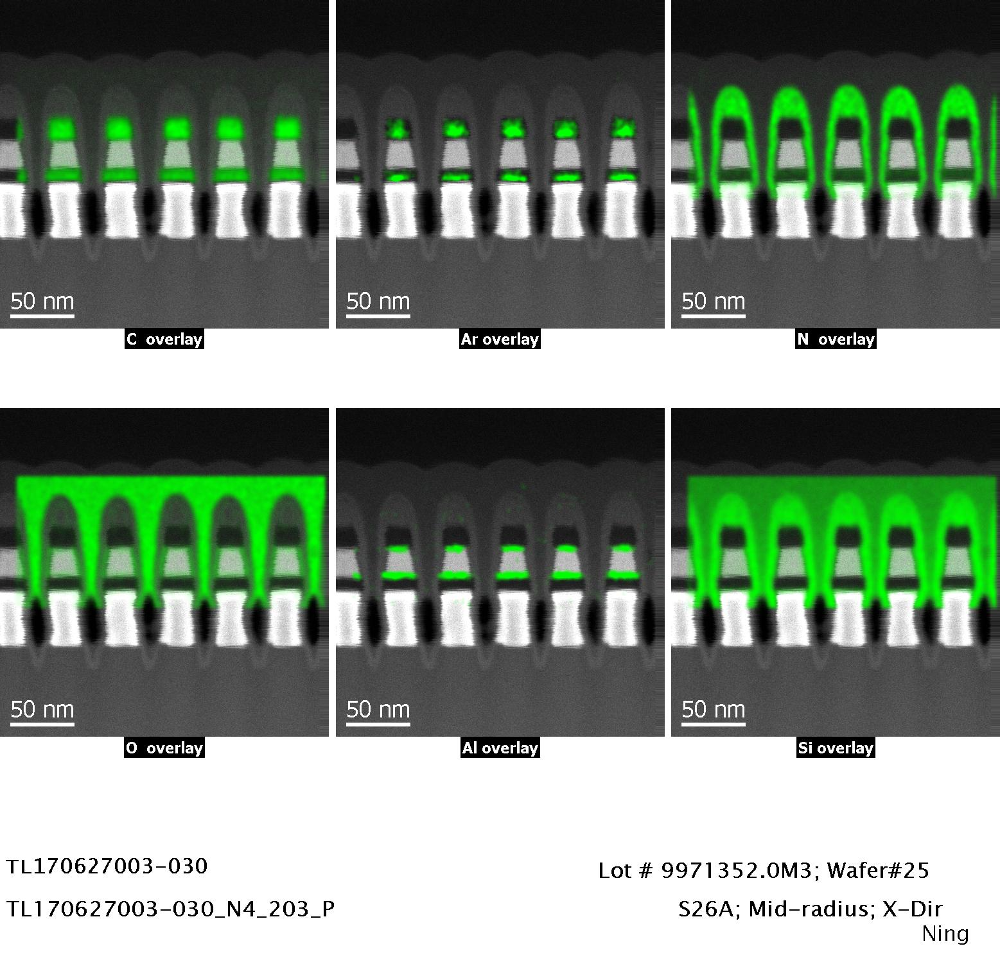 50 nm
50 nm
50 nm
C overlay
Ar overlay
N overlay
50 nm
50 nm
50 nm
O overlay
Al overlay
Si overlay
TL170627003-030
Lot # 9971352.0M3; Wafer#25
TL170627003-030_N4_203_P
S26A; Mid-radius; X-Dir
Ning